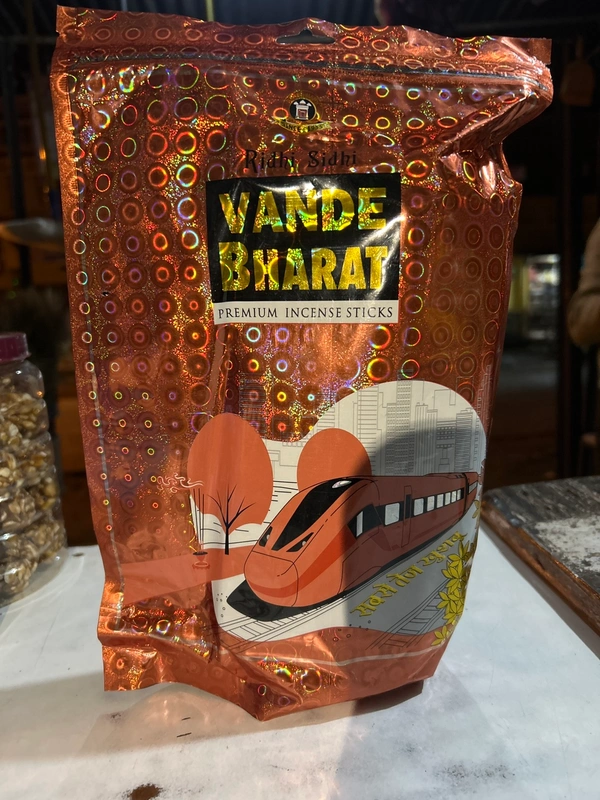 Ridhi Sidhi
VANDE
BHARAT
PREMIUM INCENSE STICKS